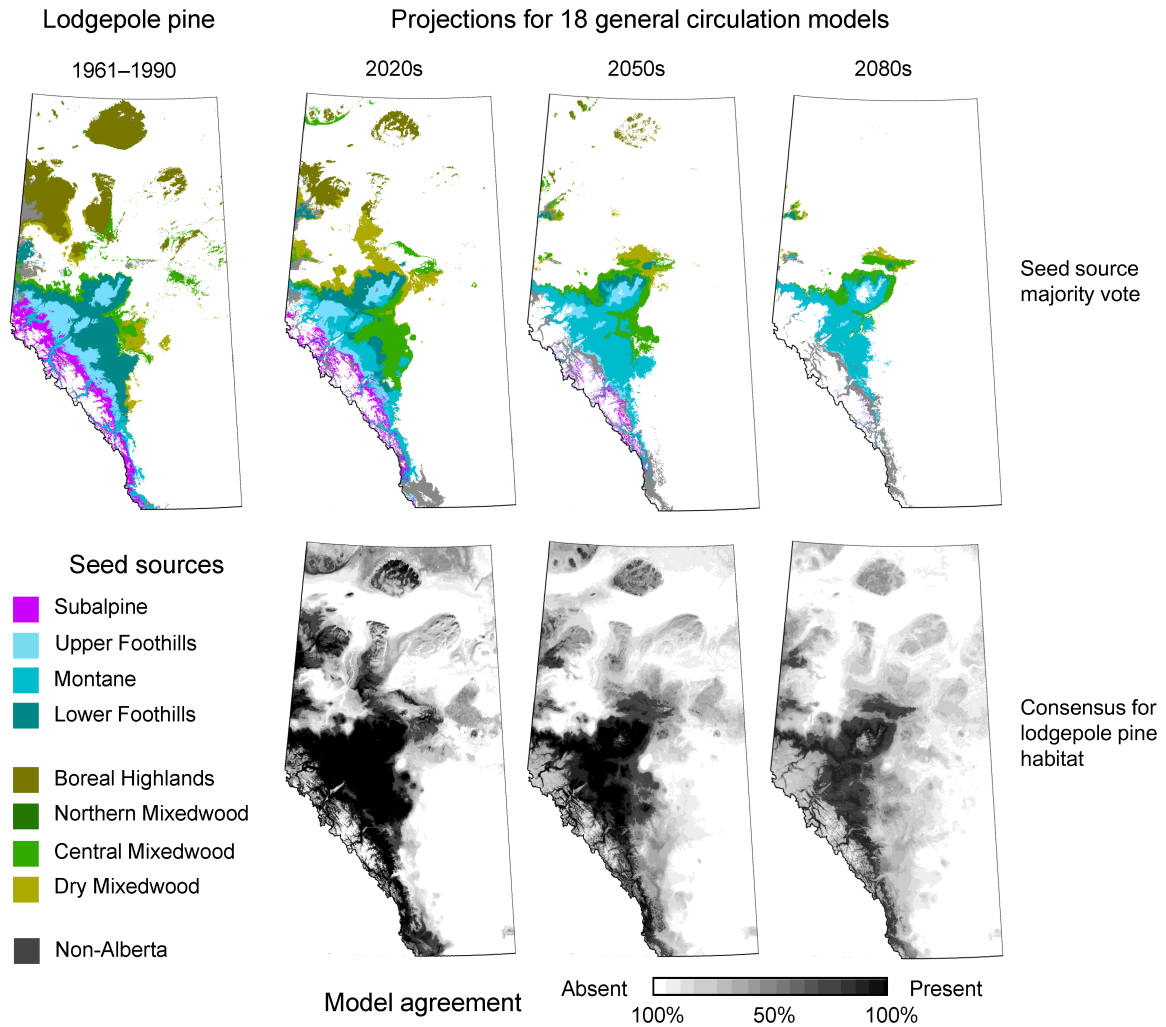 Lodgepole pine
Projections for 18 general circulation models
1961–1990
2020s
2050s
2080s
Seed source
majority vote
Seed sources
Subalpine
Upper Foothills
Montane
Lower Foothills
Boreal Highlands
Northern Mixedwood
Central Mixedwood
Dry Mixedwood
Non-Alberta
Consensus for
lodgepole pine
habitat
Model agreement
Absent
Present
100%
50%
100%